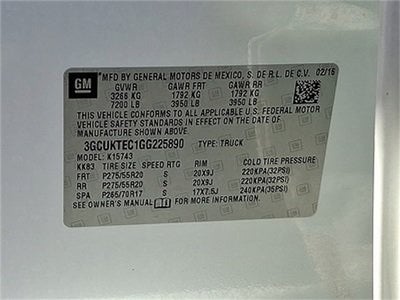 GM
MFD BY GENERAL MOTORS DE MEXICO, S. DE R.L. DE C.V. 02/16
GVWR GAWR FRT GAWR RR
3266 KG 1792 KG 1792 KG
7200 LB 3950 LB 3950 LB
THIS VEHICLE CONFORMS TO ALL APPLICABLE U.S. FEDERAL MOTOR
VEHICLE SAFETY STANDARDS IN EFFECT ON THE DATE OF
MANUFACTURE SHOWN ABOVE.
3GCUKTEC1GG225890 TYPE: TRUCK
MODEL: K15743
KK83 TIRE SIZE SPEED RTG RIM COLD TIRE PRESSURE
FRT P275/55R20 S 20X9J 220KPA(32PSI)
RR P275/55R20 S 20X9J 220KPA(32PSI)
SPA P265/70R17 S 17X7.5J 240KPA(35PSI)
SEE OWNER'S MANUAL FOR MORE INFORMATION.